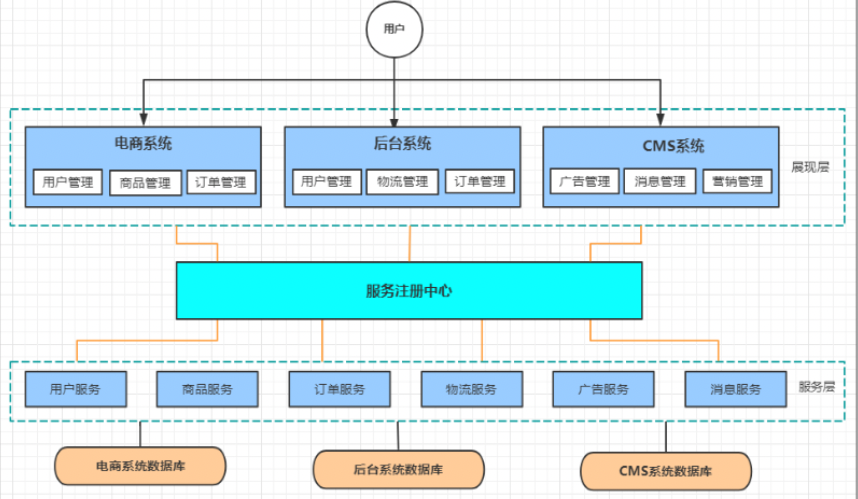 用户
电商系统
后台系统
CMS系统
用户管理
商品管理
订单管理
用户管理
物流管理
订单管理
广告管理
消息管理
营销管理
展现层
服务注册中心
用户服务
商品服务
订单服务
物流服务
广告服务
消息服务
服务层
电商系统数据库
后台系统数据库
CMS系统数据库